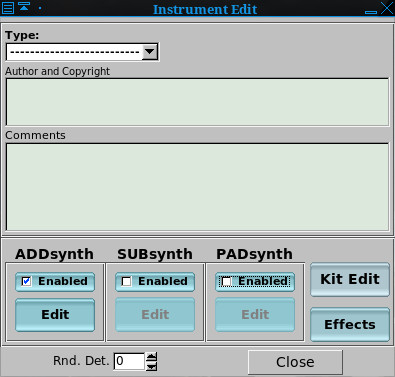 Instrument Edit
Type:
---------------------------
Author and Copyright
Comments
ADDsynth SUBsynth PADsynth
Enabled Enabled Enabled Kit Edit
Edit Edit Edit Effects
Rnd. Det. 0 Close